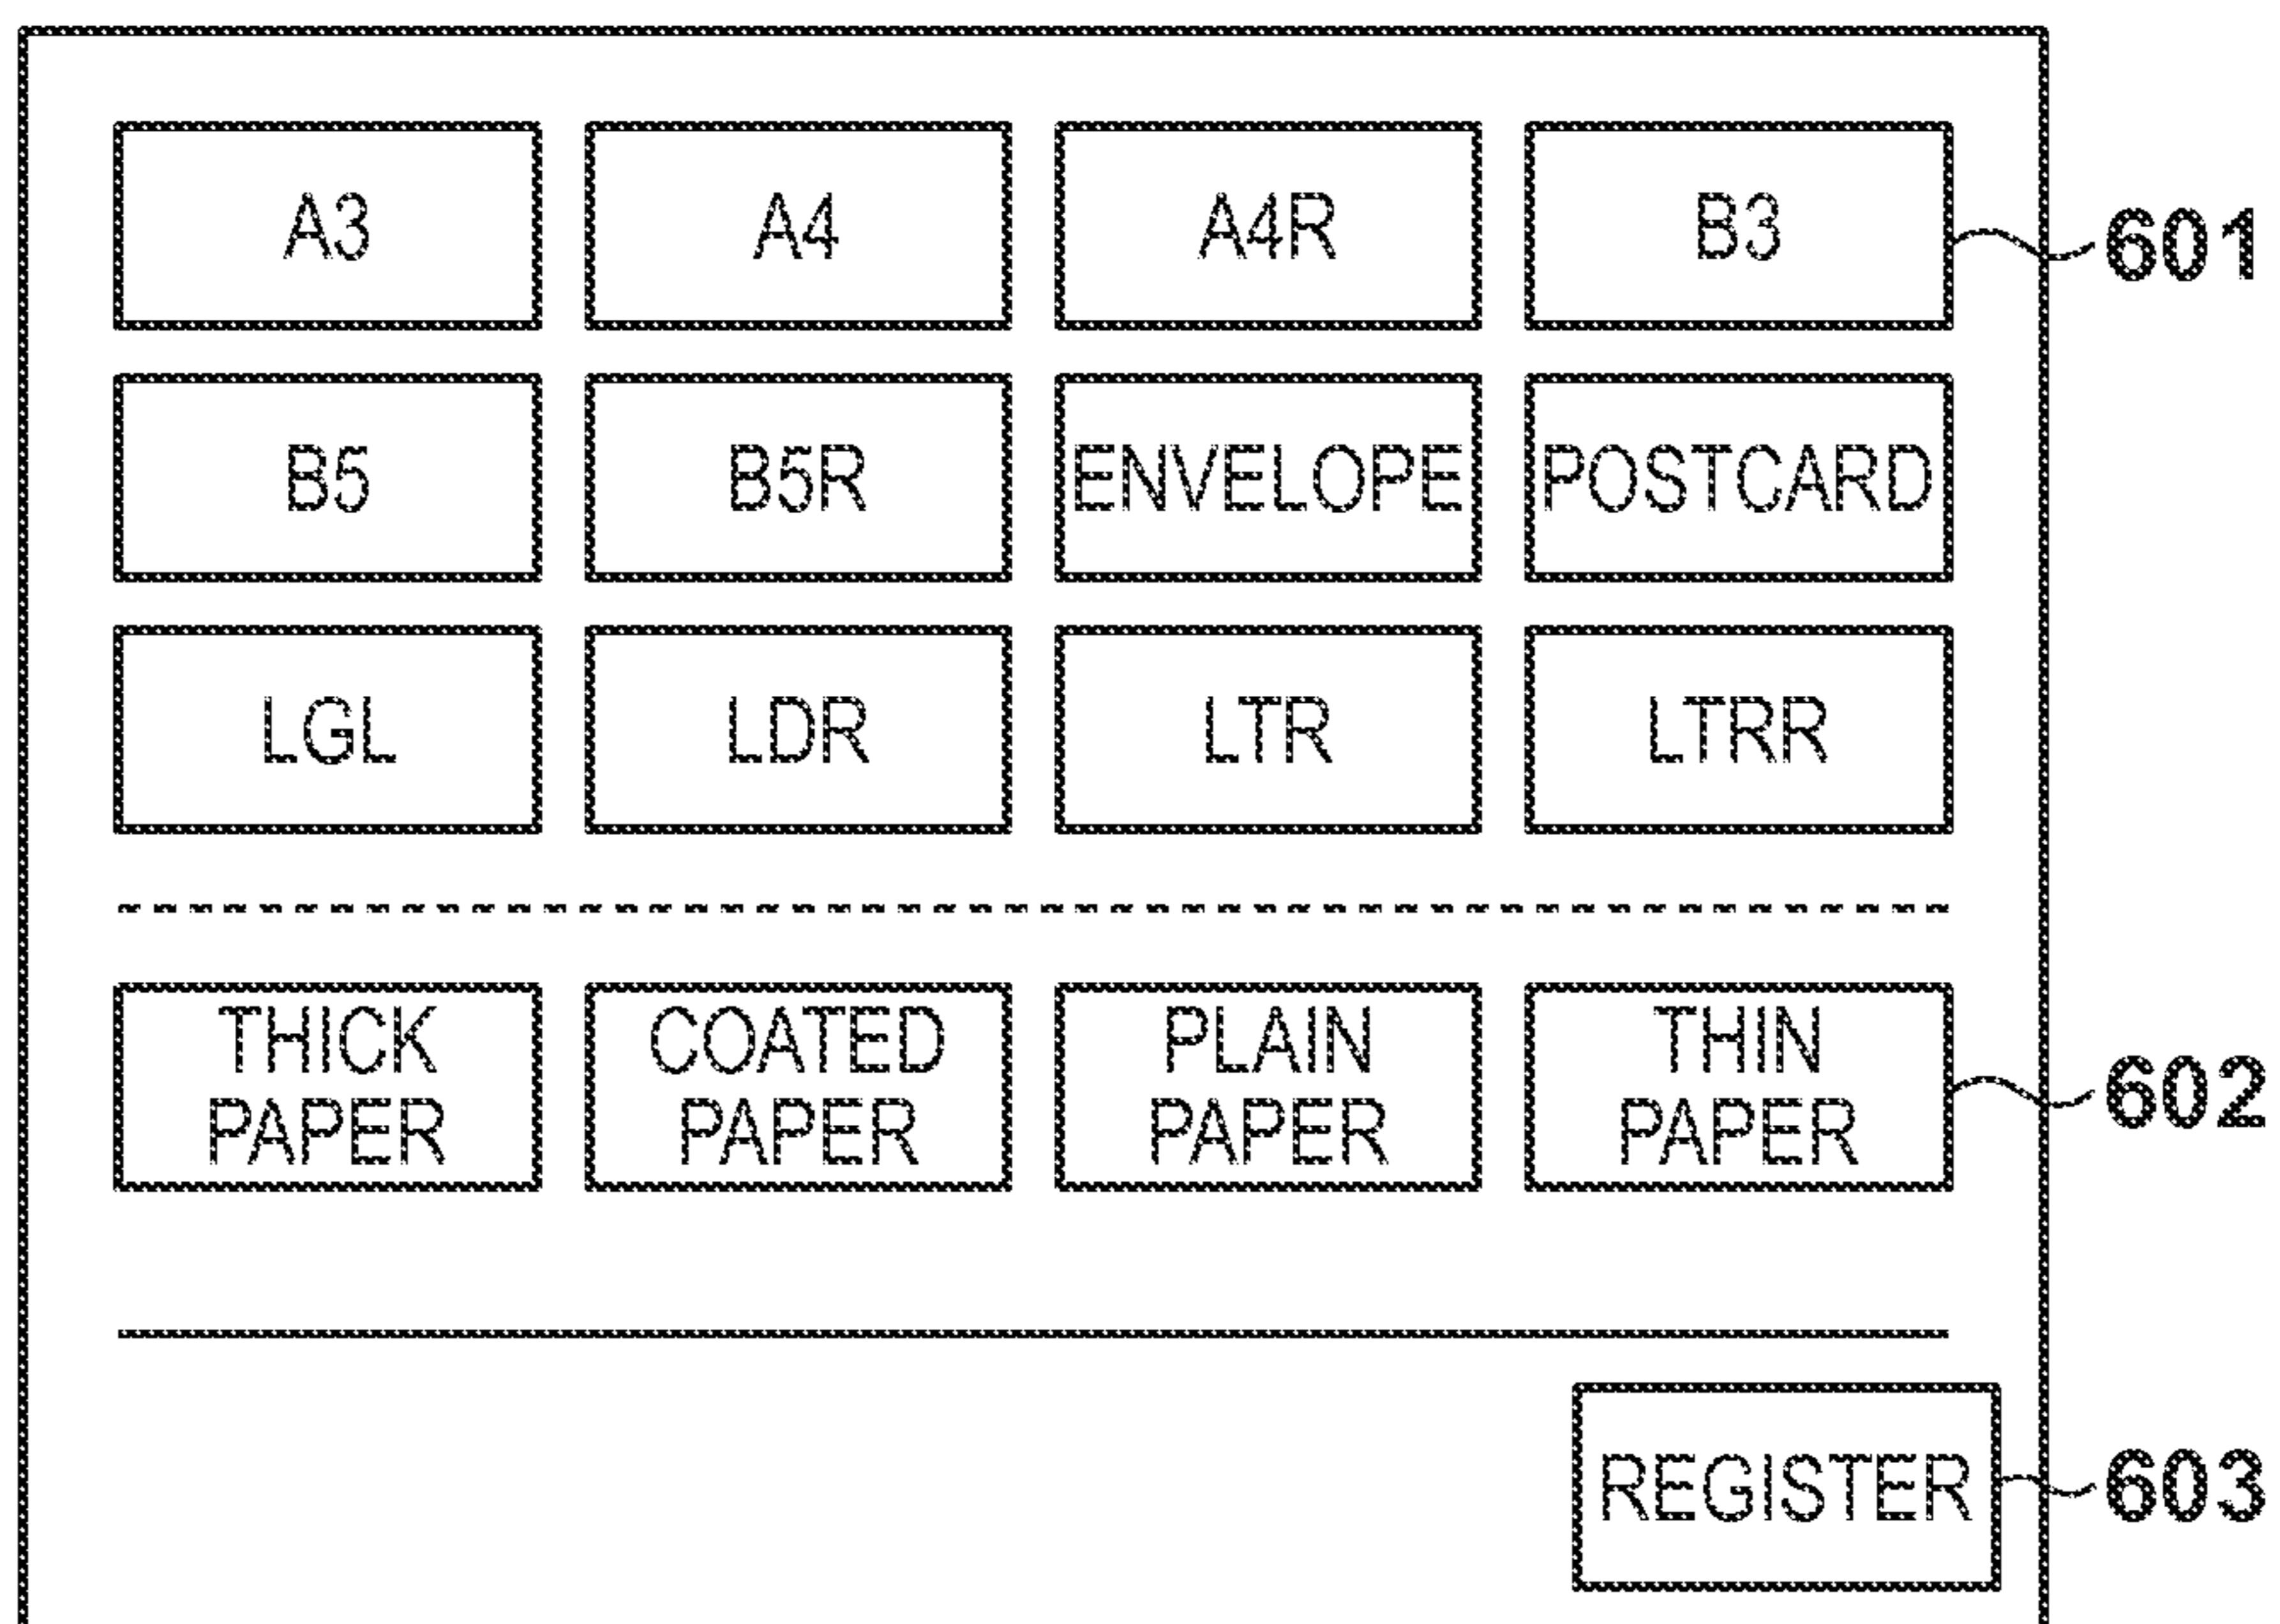 A3 A4 A4R B3 601
B5 B5R ENVELOPE POSTCARD
LGL LDR LTR LTRR
THICK COATED PLAIN THIN
PAPER PAPER PAPER PAPER 602
REGISTER 603